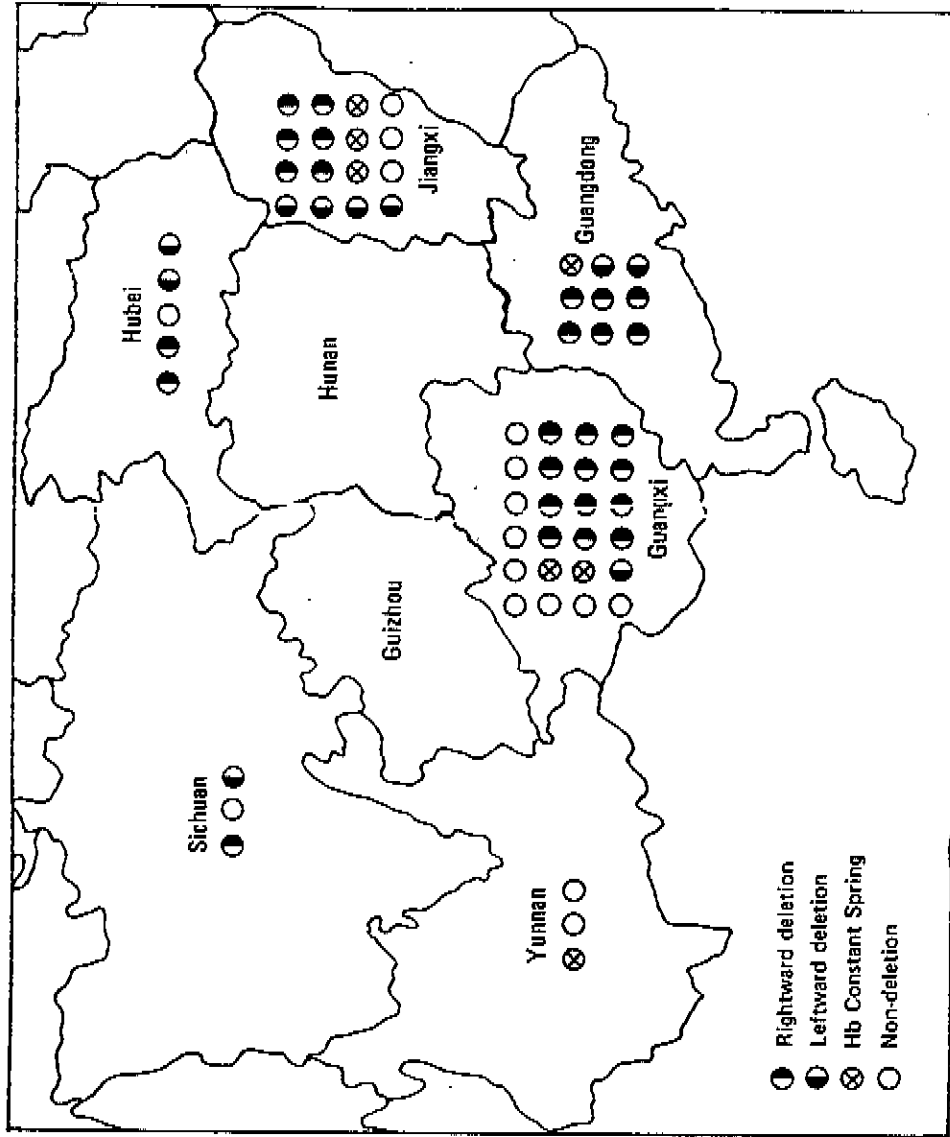 Hubei
Jiangxi
Sichuan
Hunan
Guizhou
Guangdong
Guangxi
Yunnan
Rightward deletion
Leftward deletion
Hb Constant Spring
Non-deletion